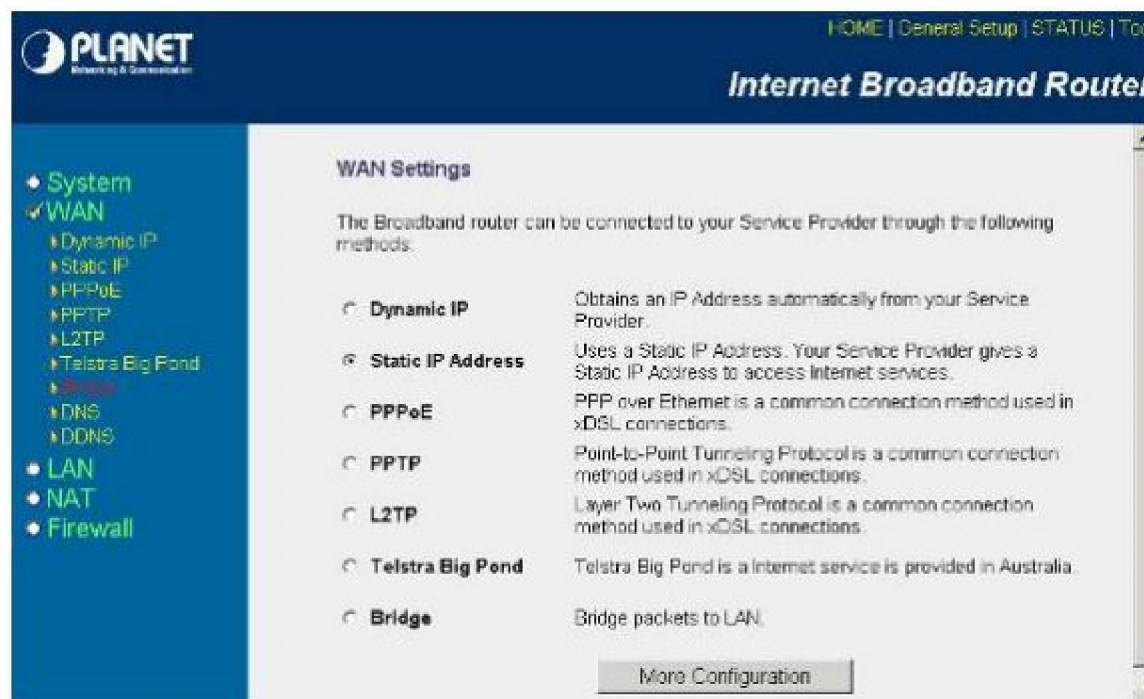 PLANET
Networking & Communication
HOME | General Setup | STATUS | Too
Internet Broadband Router
System
WAN
Dynamic IP
Static IP
PPPoE
PPTP
L2TP
Telstra Big Pond
Bridge
DNS
DDNS
LAN
NAT
Firewall
WAN Settings
The Broadband router can be connected to your Service Provider through the following
methods:
Dynamic IP
Obtains an IP Address automatically from your Service
Provider.
Static IP Address
Uses a Static IP Address. Your Service Provider gives a
Static IP Address to access Internet services.
PPPoE
PPP over Ethernet is a common connection method used in
xDSL connections.
PPTP
Point-to-Point Tunneling Protocol is a common connection
method used in xDSL connections.
L2TP
Layer Two Tunneling Protocol is a common connection
method used in xDSL connections.
Telstra Big Pond
Telstra Big Pond is a Internet service is provided in Australia.
Bridge
Bridge packets to LAN.
More Configuration